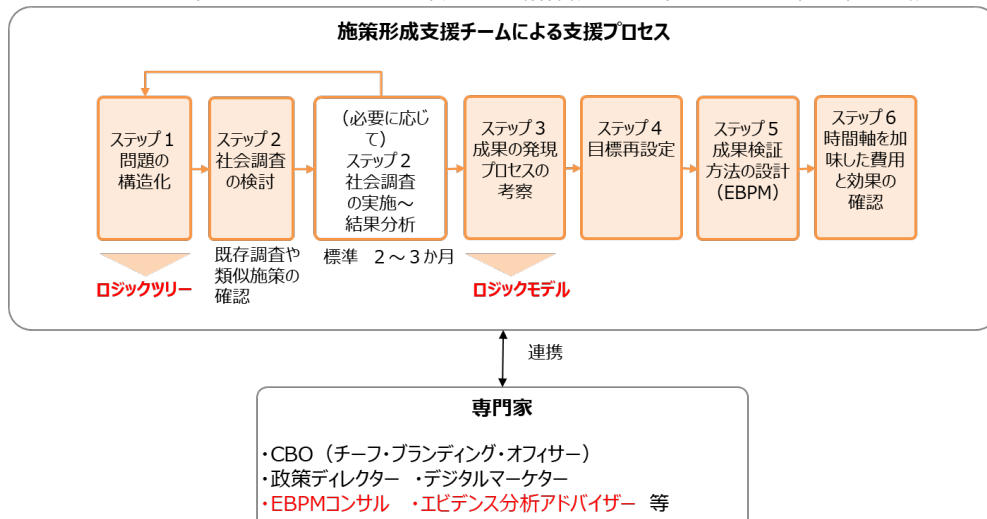 施策形成支援チームによる支援プロセス
ステップ1
問題の
構造化
ステップ2
社会調査
の検討
(必要に応じ
て)
ステップ2
社会調査
の実施～
結果分析
ステップ3
成果の発現
プロセスの
考察
ステップ4
目標再設定
ステップ5
成果検証
方法の設計
(EBPM)
ステップ6
時間軸を加
味した費用
と効果の
確認
ロジックツリー
既存調査や
類似施策の
確認
標準 2～3か月
ロジックモデル
連携
専門家
・CBO(チーフ・ブランディング・オフィサー)
・政策ディレクター ・デジタルマーケター
・EBPMコンサル ・エビデンス分析アドバイザー 等